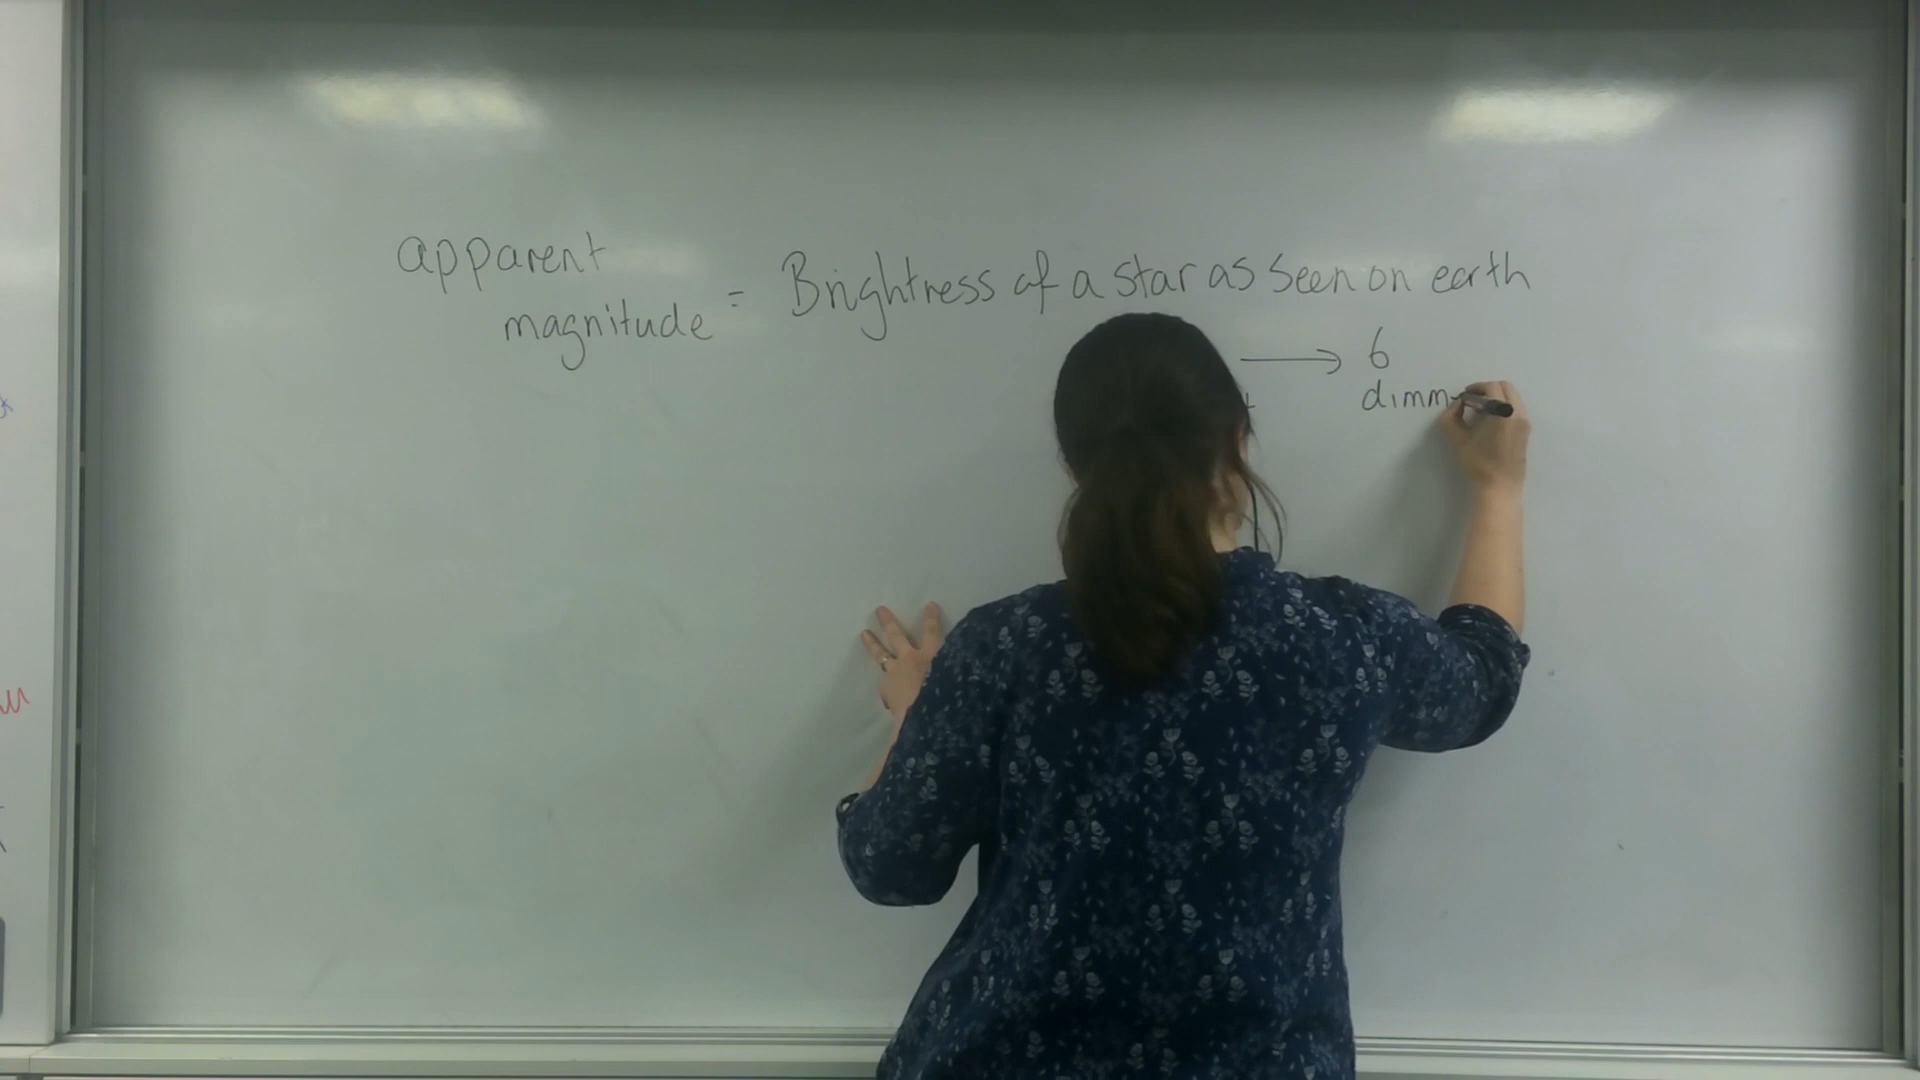 apparent
magnitude = Brightness of a star as seen on earth
→ 6
dimm